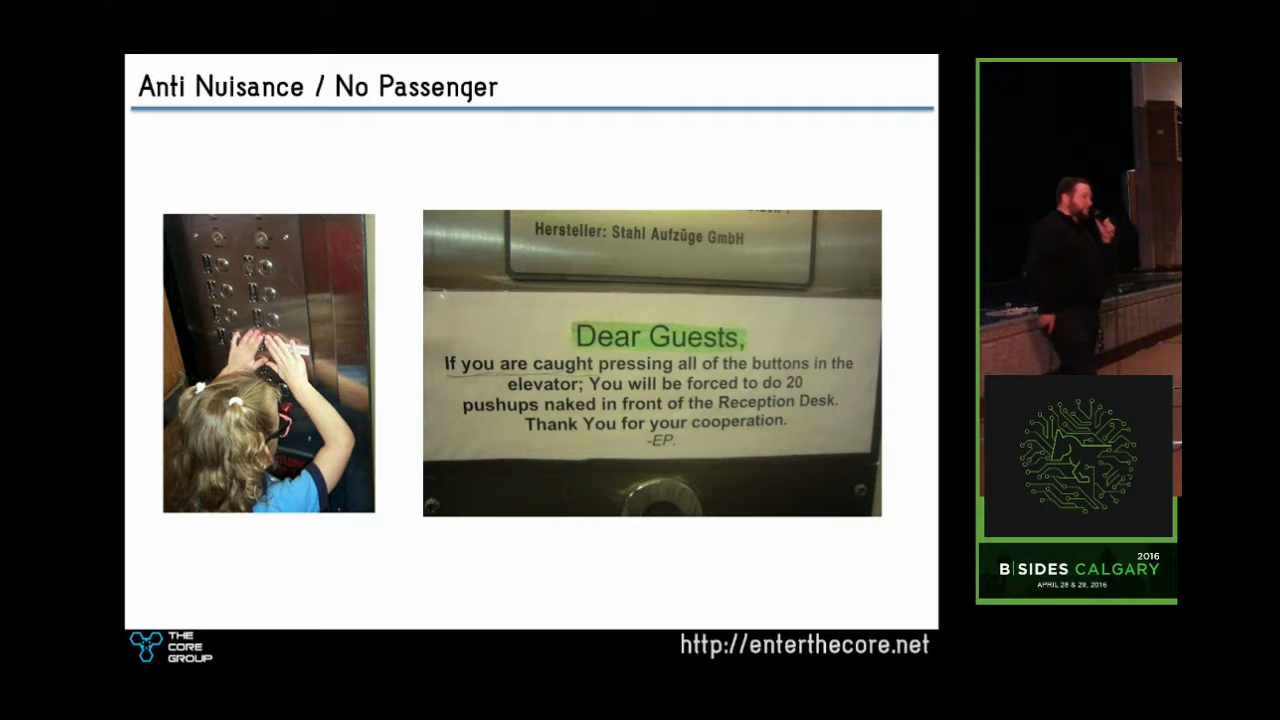 Anti Nuisance / No Passenger
Hersteller: Stahl Aufzüge GmbH
Dear Guests,
If you are caught pressing all of the buttons in the
elevator; You will be forced to do 20
pushups naked in front of the Reception Desk.
Thank You for your cooperation.
-EP.
THE
CORE
GROUP
http://enterthecore.net
2016
B|SIDES CALGARY
APRIL 28 & 29, 2016